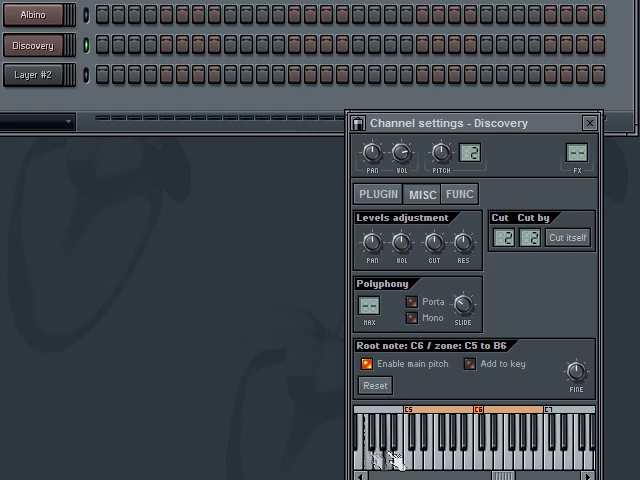 Albino
Discovery
Layer #2
Channel settings - Discovery
PAN VOL PITCH 2 FX
PLUGIN MISC FUNC
Levels adjustment
Cut Cut by
2 2 Cut itself
PAN VOL CUT RES
Polyphony
Porta
Mono
MAX SLIDE
Root note: C6 / zone: C5 to B6
Enable main pitch Add to key
Reset
FINE
C5 C6 C7